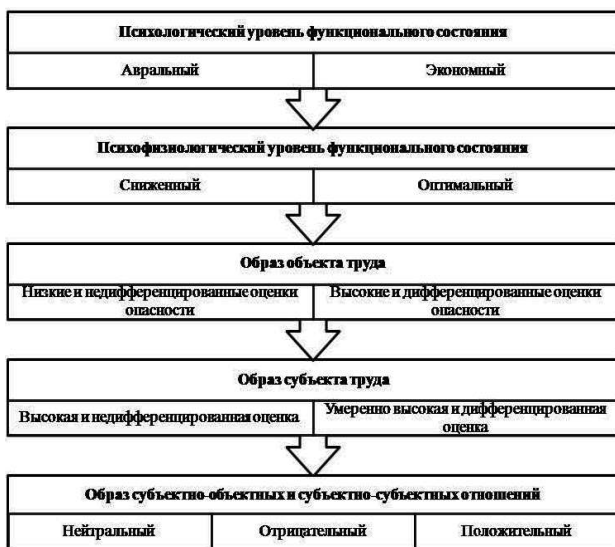 Психологический уровень функционального состояния
Авральный
Экономный
Психофизиологический уровень функционального состояния
Сниженный
Оптимальный
Образ объекта труда
Низкие и недифференцированные оценки
опасности
Высокие и дифференцированные оценки
опасности
Образ субъекта труда
Высокая и недифференцированная оценка
Умеренно высокая и дифференцированная
оценка
Образ субъектно-объектных и субъектно-субъектных отношений
Нейтральный
Отрицательный
Положительный